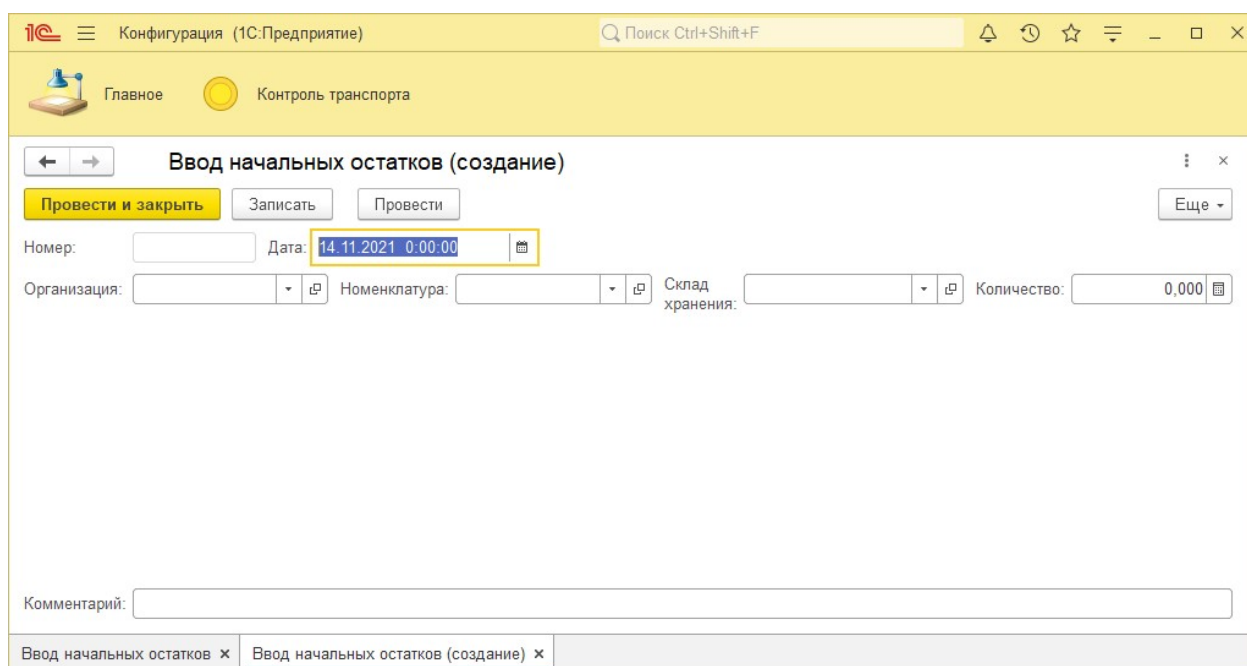 1С Конфигурация (1С:Предприятие) Поиск Ctrl+Shift+F
Главное Контроль транспорта
Ввод начальных остатков (создание)
Провести и закрыть Записать Провести Еще
Номер: Дата: 14.11.2021 0:00:00
Организация: Номенклатура: Склад хранения: Количество: 0,000
Комментарий:
Ввод начальных остатков Ввод начальных остатков (создание)